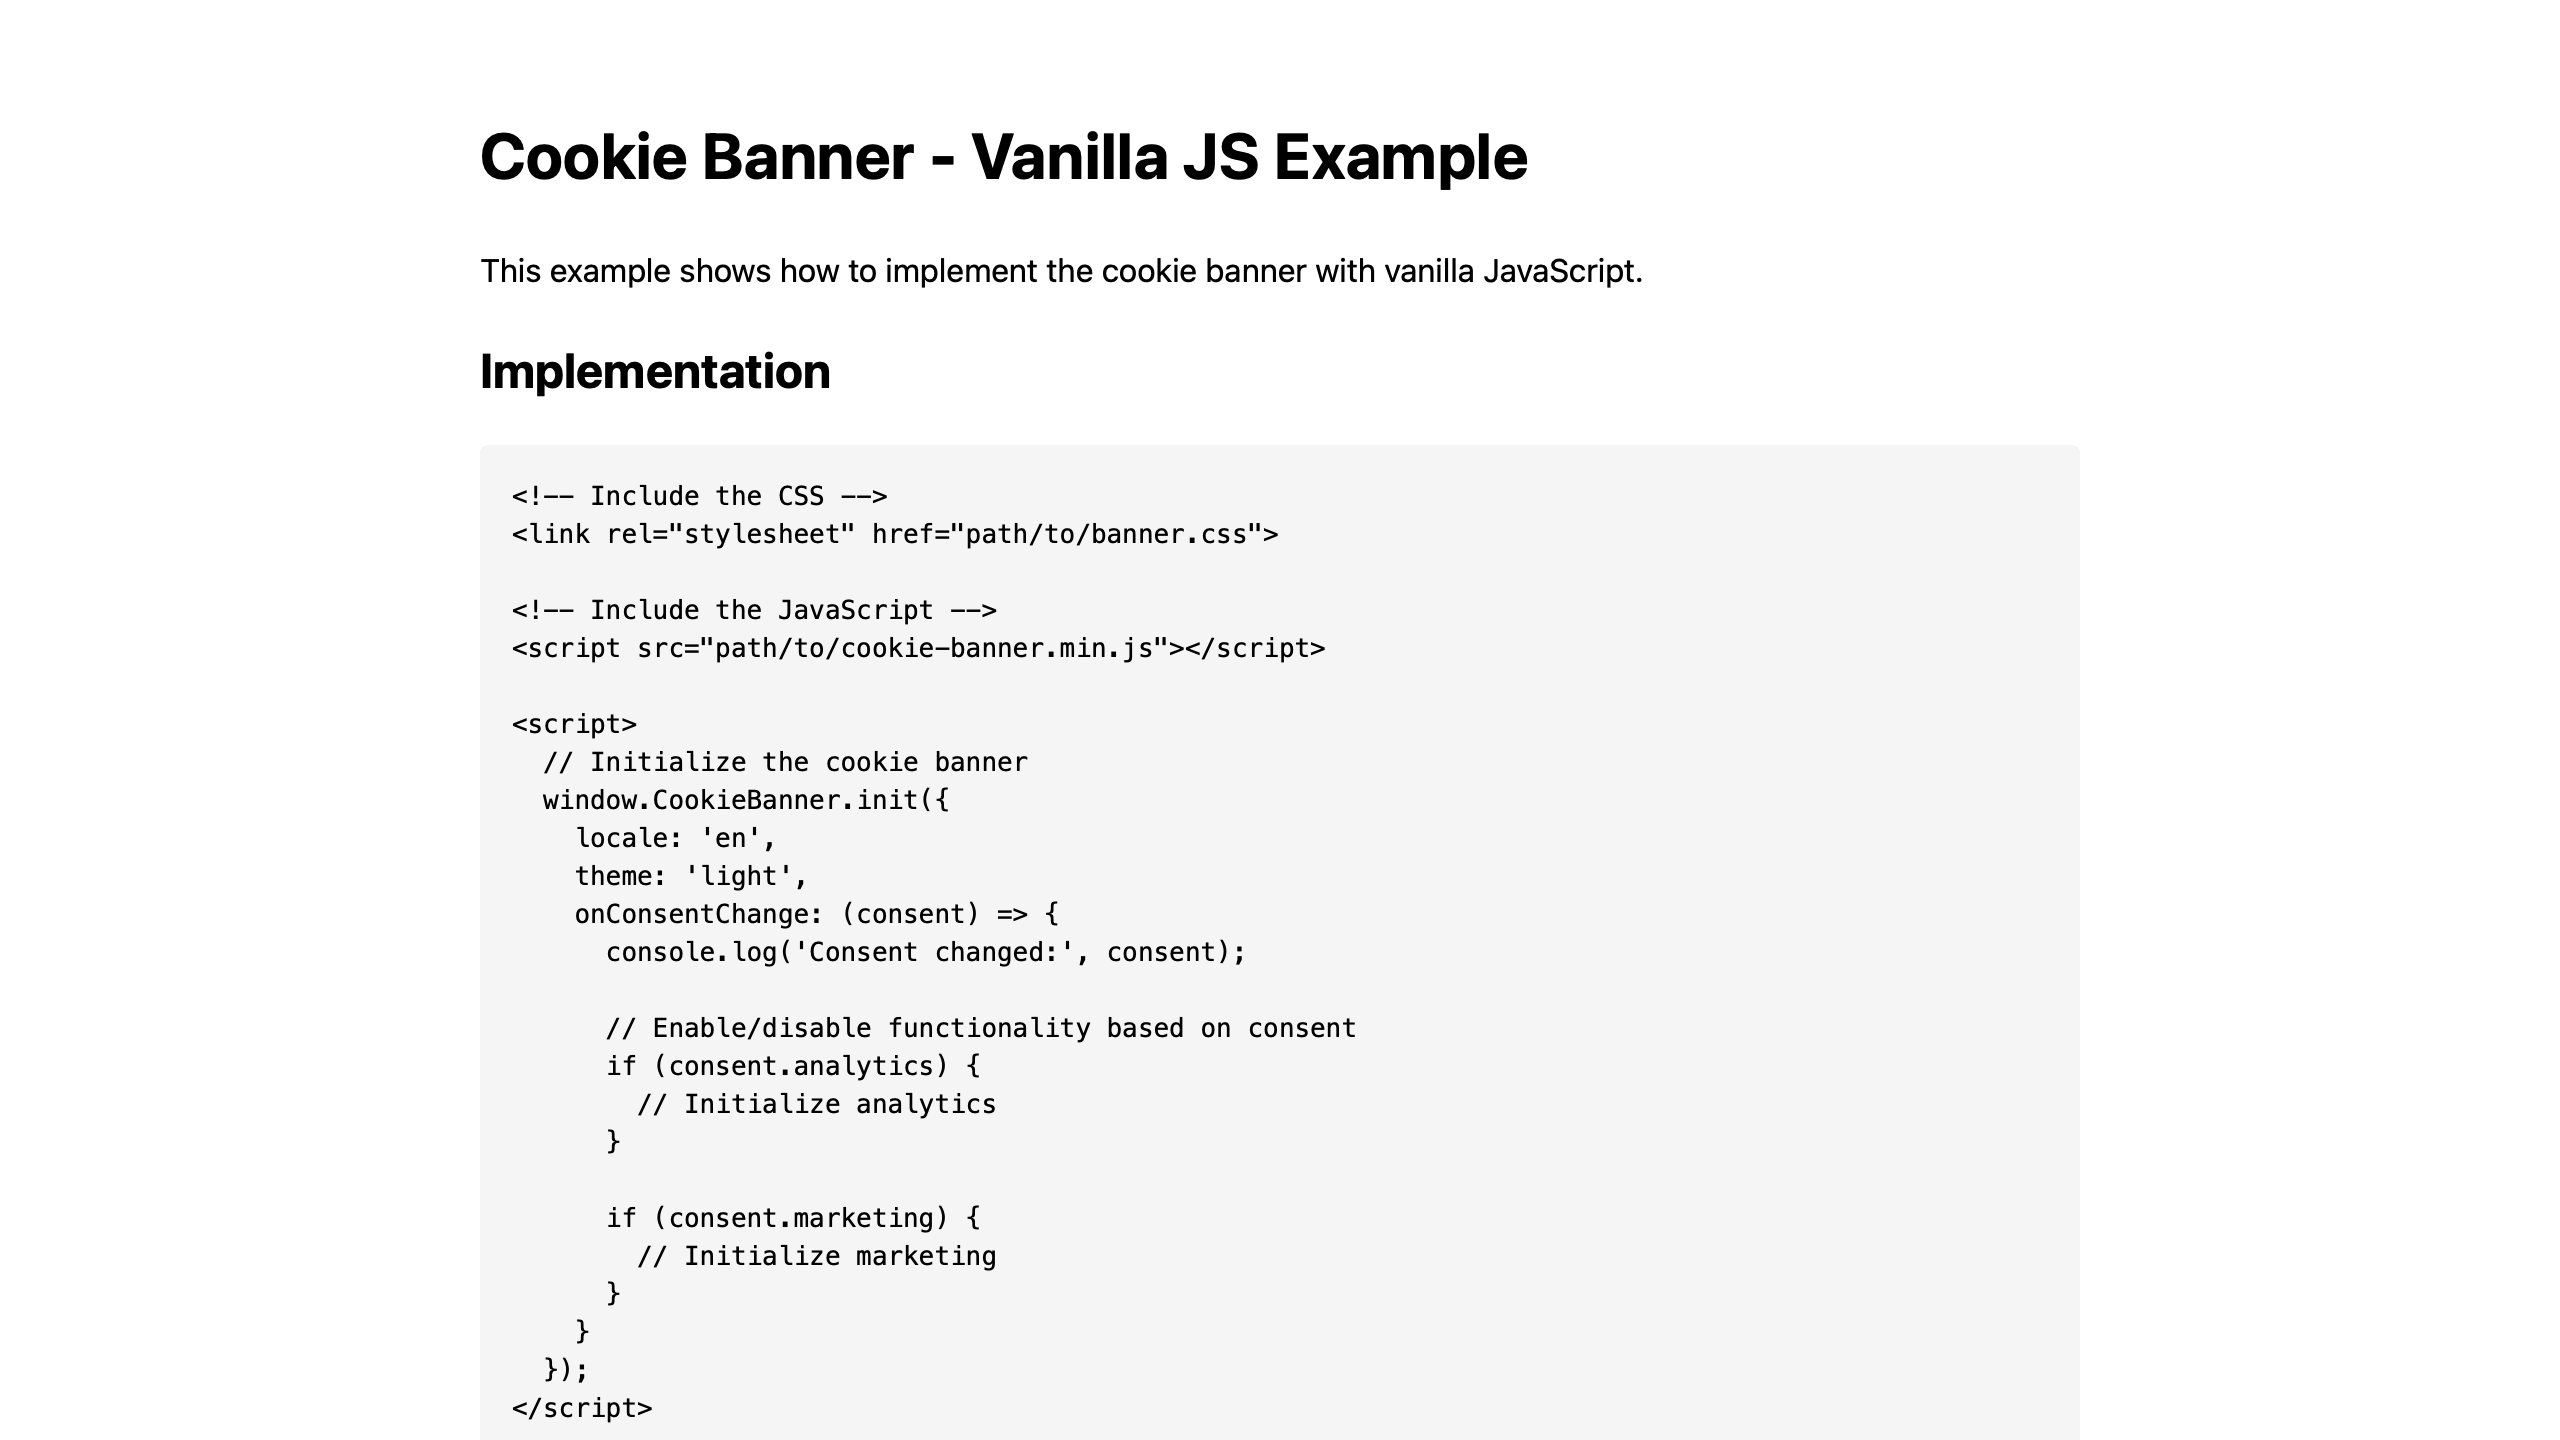 Cookie Banner - Vanilla JS Example
This example shows how to implement the cookie banner with vanilla JavaScript.
Implementation
<!-- Include the CSS -->
<link rel="stylesheet" href="path/to/banner.css">

<!-- Include the JavaScript -->
<script src="path/to/cookie-banner.min.js"></script>

<script>
  // Initialize the cookie banner
  window.CookieBanner.init({
    locale: 'en',
    theme: 'light',
    onConsentChange: (consent) => {
      console.log('Consent changed:', consent);

      // Enable/disable functionality based on consent
      if (consent.analytics) {
        // Initialize analytics
      }

      if (consent.marketing) {
        // Initialize marketing
      }
    }
  });
</script>